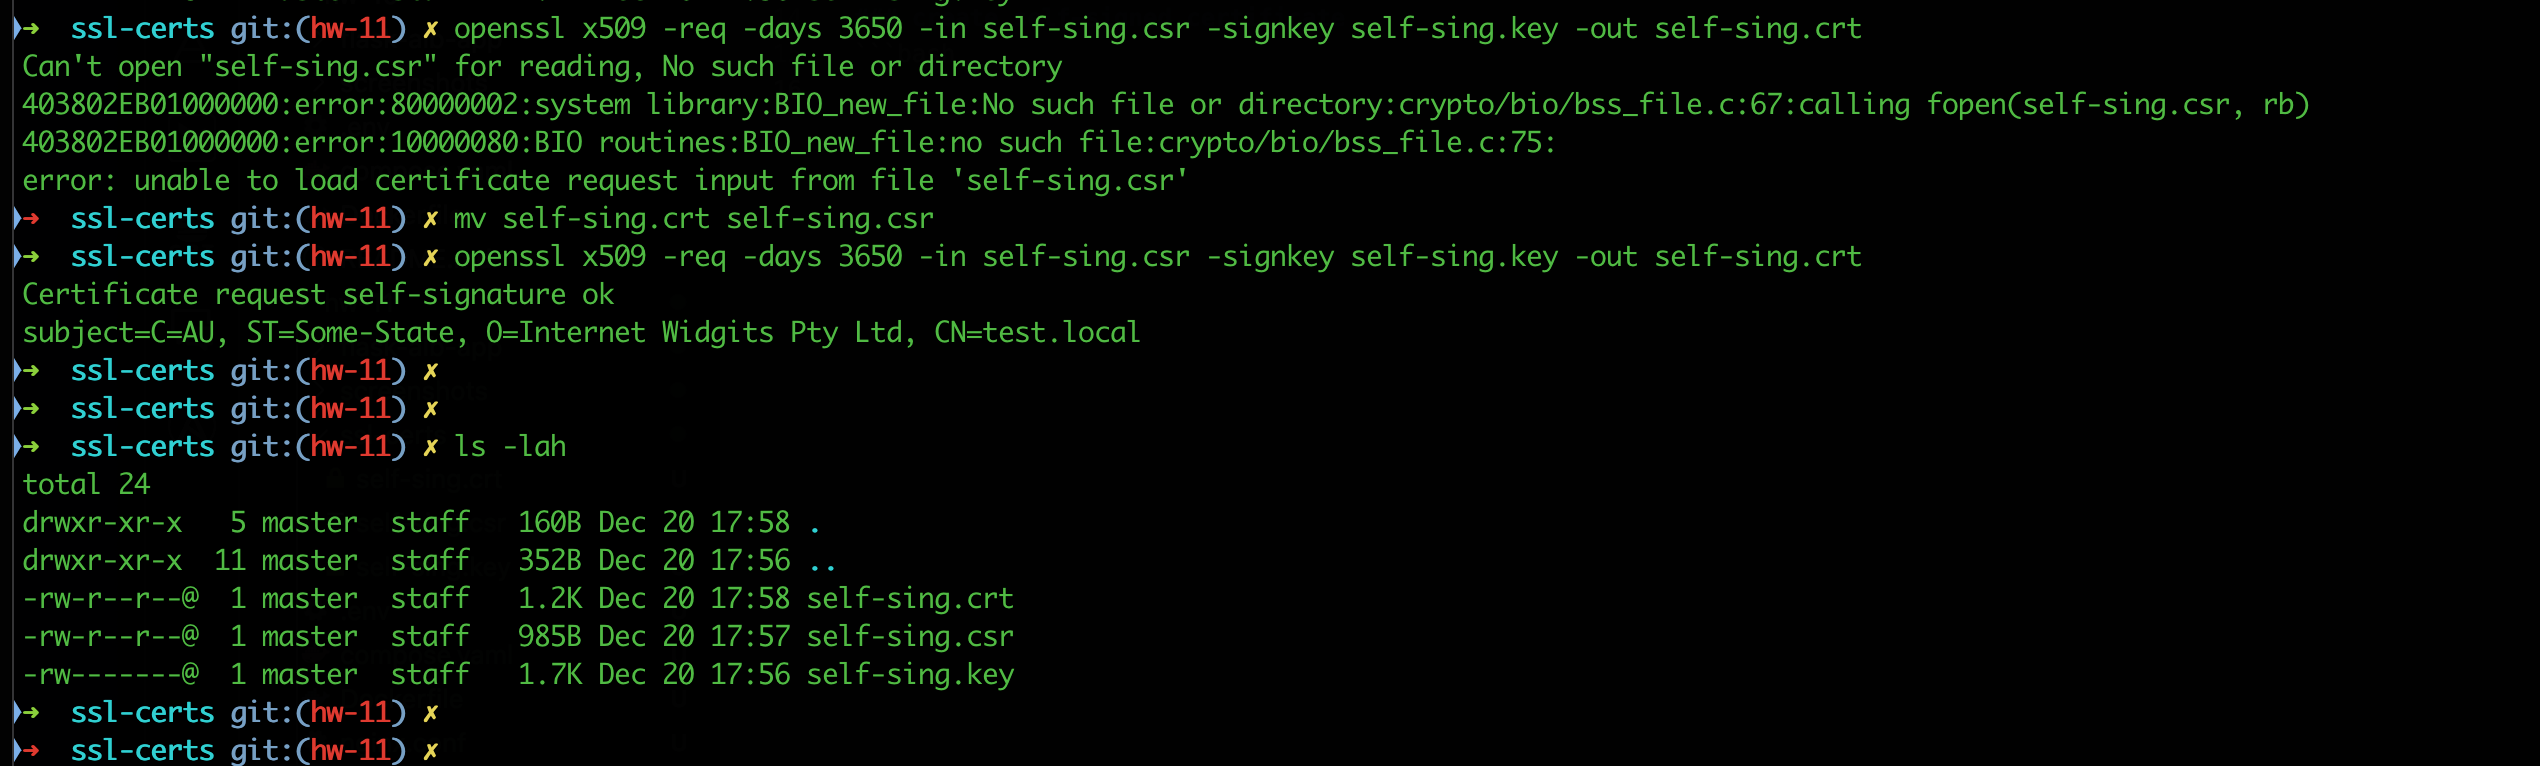 ➜ ssl-certs git:(hw-11) ✗ openssl x509 -req -days 3650 -in self-sing.csr -signkey self-sing.key -out self-sing.crt
Can't open "self-sing.csr" for reading, No such file or directory
403802EB01000000:error:80000002:system library:BIO_new_file:No such file or directory:crypto/bio/bss_file.c:67:calling fopen(self-sing.csr, rb)
403802EB01000000:error:10000080:BIO routines:BIO_new_file:no such file:crypto/bio/bss_file.c:75:
error: unable to load certificate request input from file 'self-sing.csr'
➜ ssl-certs git:(hw-11) ✗ mv self-sing.crt self-sing.csr
➜ ssl-certs git:(hw-11) ✗ openssl x509 -req -days 3650 -in self-sing.csr -signkey self-sing.key -out self-sing.crt
Certificate request self-signature ok
subject=C=AU, ST=Some-State, O=Internet Widgits Pty Ltd, CN=test.local
➜ ssl-certs git:(hw-11) ✗
➜ ssl-certs git:(hw-11) ✗
➜ ssl-certs git:(hw-11) ✗ ls -lah
total 24
drwxr-xr-x   5 master  staff   160B Dec 20 17:58 .
drwxr-xr-x  11 master  staff   352B Dec 20 17:56 ..
-rw-r--r--@  1 master  staff   1.2K Dec 20 17:58 self-sing.crt
-rw-r--r--@  1 master  staff   985B Dec 20 17:57 self-sing.csr
-rw-------@  1 master  staff   1.7K Dec 20 17:56 self-sing.key
➜ ssl-certs git:(hw-11) ✗
➜ ssl-certs git:(hw-11) ✗